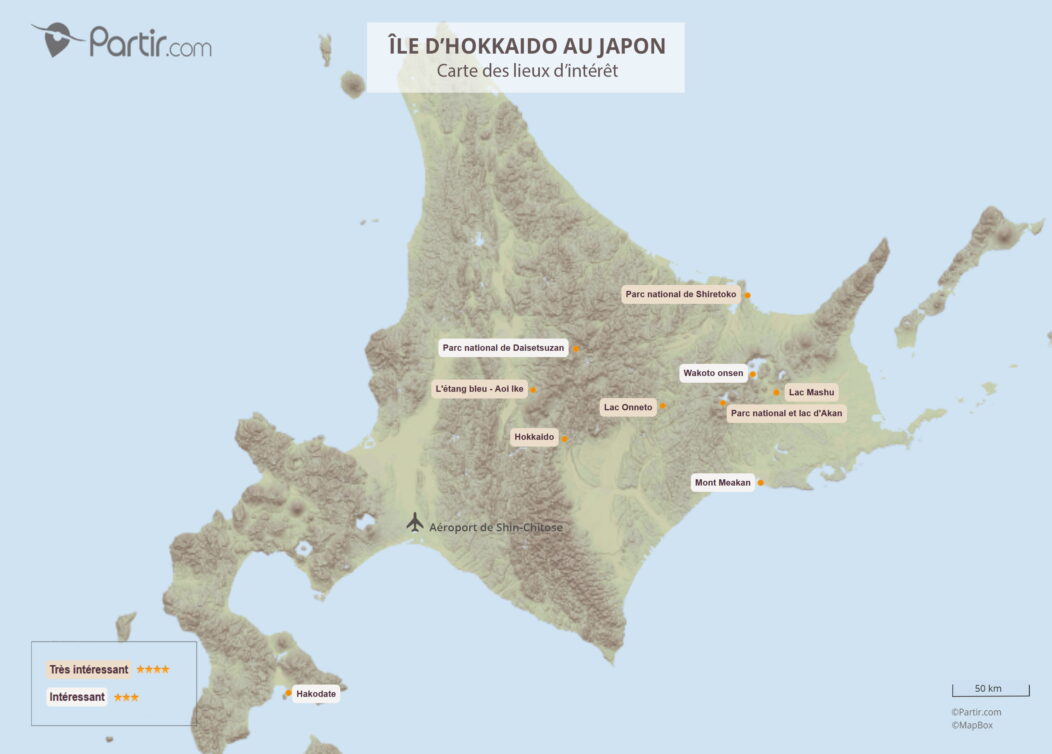 Partir.com
ÎLE D'HOKKAIDO AU JAPON
Carte des lieux d'intérêt
Parc national de Shiretoko
Parc national de Daisetsuzan
Wakoto onsen
L'étang bleu - Aoi Ike
Lac Mashu
Lac Onneto
Parc national et lac d'Akan
Hokkaido
Mont Meakan
Aéroport de Shin-Chitose
Très intéressant
Intéressant
Hakodate
50 km
©Partir.com
©MapBox